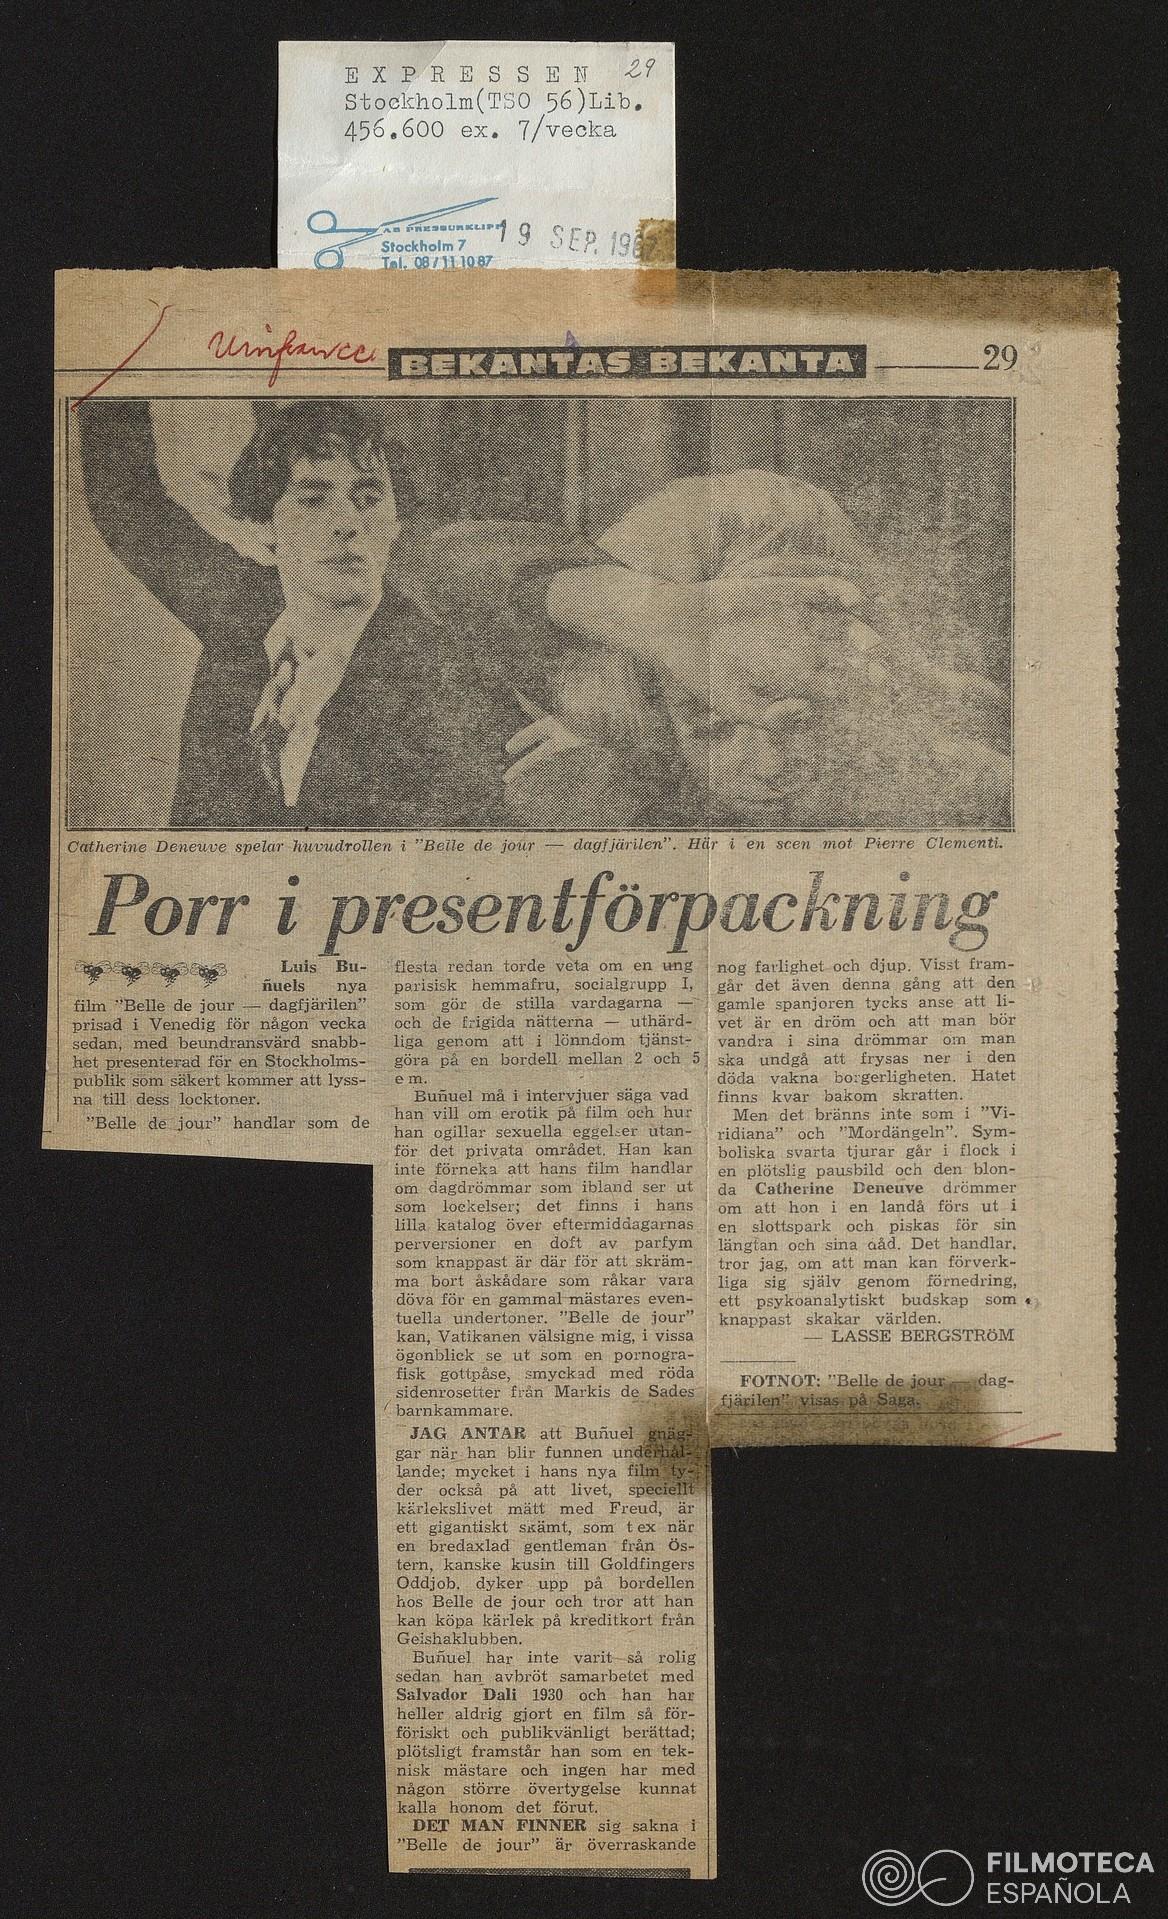 EXPRESSEN 29
Stockholm(TSO 56)Lib.
456.600 ex. 7/vecka
AB PRESSURKLIPP
Stockholm 7
Tel. 08/11 10 87
19 SEP. 1967
Unifrance
BEKANTAS BEKANTA
29
Catherine Deneuve spelar huvudrollen i "Belle de jour — dagfjärilen". Här i en scen mot Pierre Clementi.
Porr i presentförpackning
Luis Bu-
ñuels nya
film "Belle de jour — dagfjärilen"
prisad i Venedig för någon vecka
sedan, med beundransvärd snabb-
het presenterad för en Stockholms-
publik som säkert kommer att lyss-
na till dess locktoner.
"Belle de jour" handlar som de
flesta redan torde veta om en ung
parisisk hemmafru, socialgrupp I,
som gör de stilla vardagarna —
och de frigida nätterna — uthärd-
liga genom att i lönndom tjänst-
göra på en bordell mellan 2 och 5
e m.
Buñuel må i intervjuer säga vad
han vill om erotik på film och hur
han ogillar sexuella eggelser utan-
för det privata området. Han kan
inte förneka att hans film handlar
om dagdrömmar som ibland ser ut
som lockelser; det finns i hans
lilla katalog över eftermiddagarnas
perversioner en doft av parfym
som knappast är där för att skräm-
ma bort åskådare som råkar vara
döva för en gammal mästares even-
tuella undertoner. "Belle de jour"
kan, Vatikanen välsigne mig, i vissa
ögonblick se ut som en pornogra-
fisk gottpåse, smyckad med röda
sidenrosetter från Markis de Sades
barnkammare.
JAG ANTAR att Buñuel gnäg-
gar när han blir funnen underhål-
lande; mycket i hans nya film ty-
der också på att livet, speciellt
kärlekslivet mätt med Freud, är
ett gigantiskt skämt, som t ex när
en bredaxlad gentleman från Ös-
tern, kanske kusin till Goldfingers
Oddjob, dyker upp på bordellen
hos Belle de jour och tror att han
kan köpa kärlek på kreditkort från
Geishaklubben.
Buñuel har inte varit så rolig
sedan han avbröt samarbetet med
Salvador Dali 1930 och han har
heller aldrig gjort en film så för-
föriskt och publikvänligt berättad;
plötsligt framstår han som en tek-
nisk mästare och ingen har med
någon större övertygelse kunnat
kalla honom det förut.
DET MAN FINNER sig sakna i
"Belle de jour" är överraskande
nog farlighet och djup. Visst fram-
går det även denna gång att den
gamle spanjoren tycks anse att li-
vet är en dröm och att man bör
vandra i sina drömmar om man
ska undgå att frysas ner i den
döda vakna borgerligheten. Hatet
finns kvar bakom skratten.
Men det bränns inte som i "Vi-
ridiana" och "Mordängeln". Sym-
boliska svarta tjurar går i flock i
en plötslig pausbild och den blon-
da Catherine Deneuve drömmer
om att hon i en landå förs ut i
en slottspark och piskas för sin
längtan och sina dåd. Det handlar,
tror jag, om att man kan förverk-
liga sig själv genom förnedring,
ett psykoanalytiskt budskap som
knappast skakar världen.
— LASSE BERGSTRÖM
FOTNOT: "Belle de jour — dag-
fjärilen" visas på Saga.
FILMOTECA
ESPAÑOLA